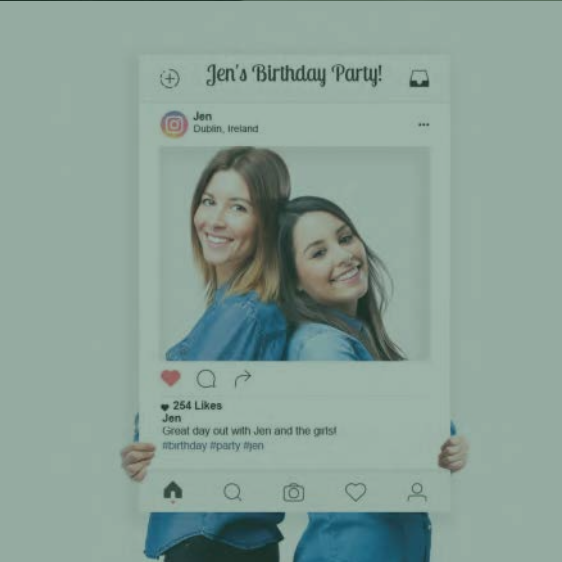 Jen's Birthday Party!
Jen
Dublin, Ireland
254 Likes
Jen
Great day out with Jen and the girls!
#birthday #party #jen